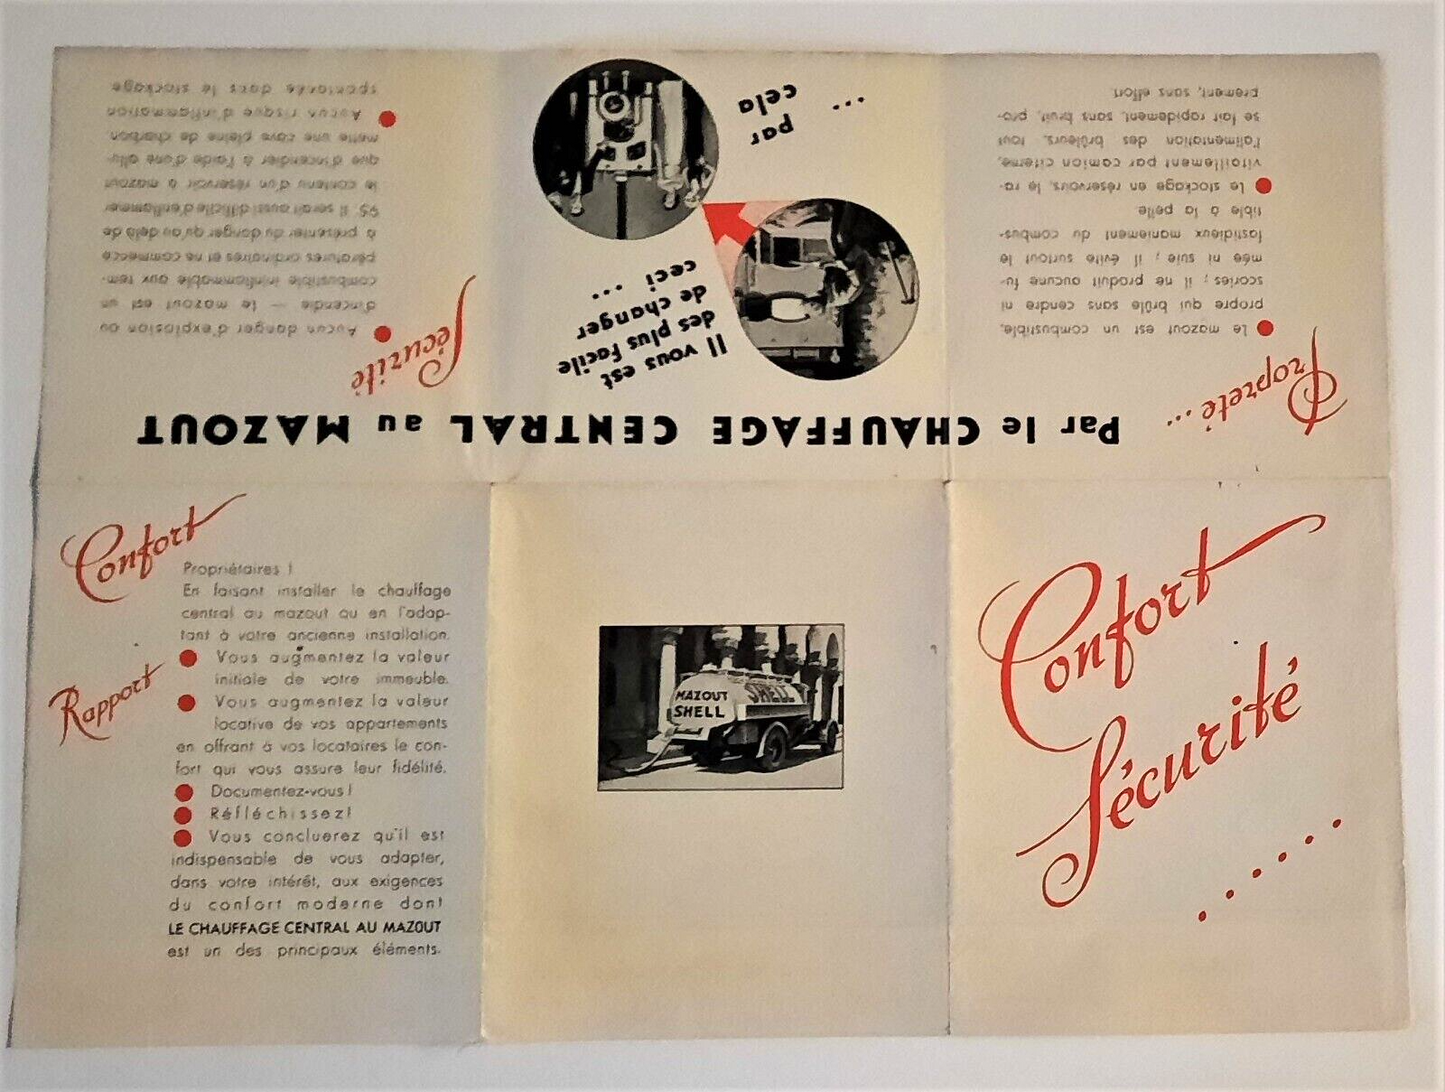 Confort
Sécurité
......
MAZOUT
SHELL
SHELL
Confort
Propriétaires !
En faisant installer le chauffage
central au mazout ou en l'adap-
tant à votre ancienne installation.
Rapport
Vous augmentez la valeur
initiale de votre immeuble.
Vous augmentez la valeur
locative de vos appartements
en offrant à vos locataires le con-
fort qui vous assure leur fidélité.
Documentez-vous !
Réfléchissez !
Vous concluerez qu'il est
indispensable de vous adapter,
dans votre intérêt, aux exigences
du confort moderne dont
LE CHAUFFAGE CENTRAL AU MAZOUT
est un des principaux éléments.
Par le CHAUFFAGE CENTRAL au MAZOUT
Propreté...
Le mazout est un combustible,
propre qui brûle sans cendre ni
scories ; il ne produit aucune fu-
mée ni suie ; il évite surtout le
fastidieux maniement du combus-
tible à la pelle.
Le stockage en réservoirs, le ra-
vitaillement par camion citerne,
l'alimentation des brûleurs, tout
se fait rapidement, sans bruit, pro-
prement, sans effort.
Il vous est
des plus facile
de changer
ceci ...
... par
cela
Sécurité
Aucun danger d'explosion ou
d'incendie — le mazout est un
combustible ininflammable aux tem-
pératures ordinaires et ne commence
à présenter du danger qu'au delà de
95°. Il serait aussi difficile d'enflammer
le contenu d'un réservoir à mazout
que d'incendier à l'aide d'une allu-
mette une cave pleine de charbon
Aucun risque d'inflammation
spontanée dans le stockage